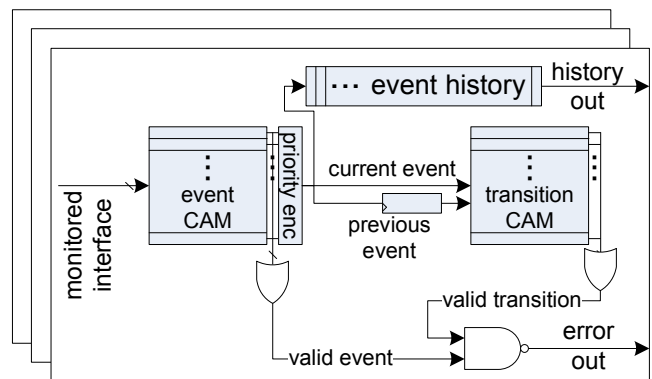 ··· event history
history
out
event
CAM
priority enc
current event
previous
event
transition
CAM
monitored
interface
valid transition
valid event
error
out